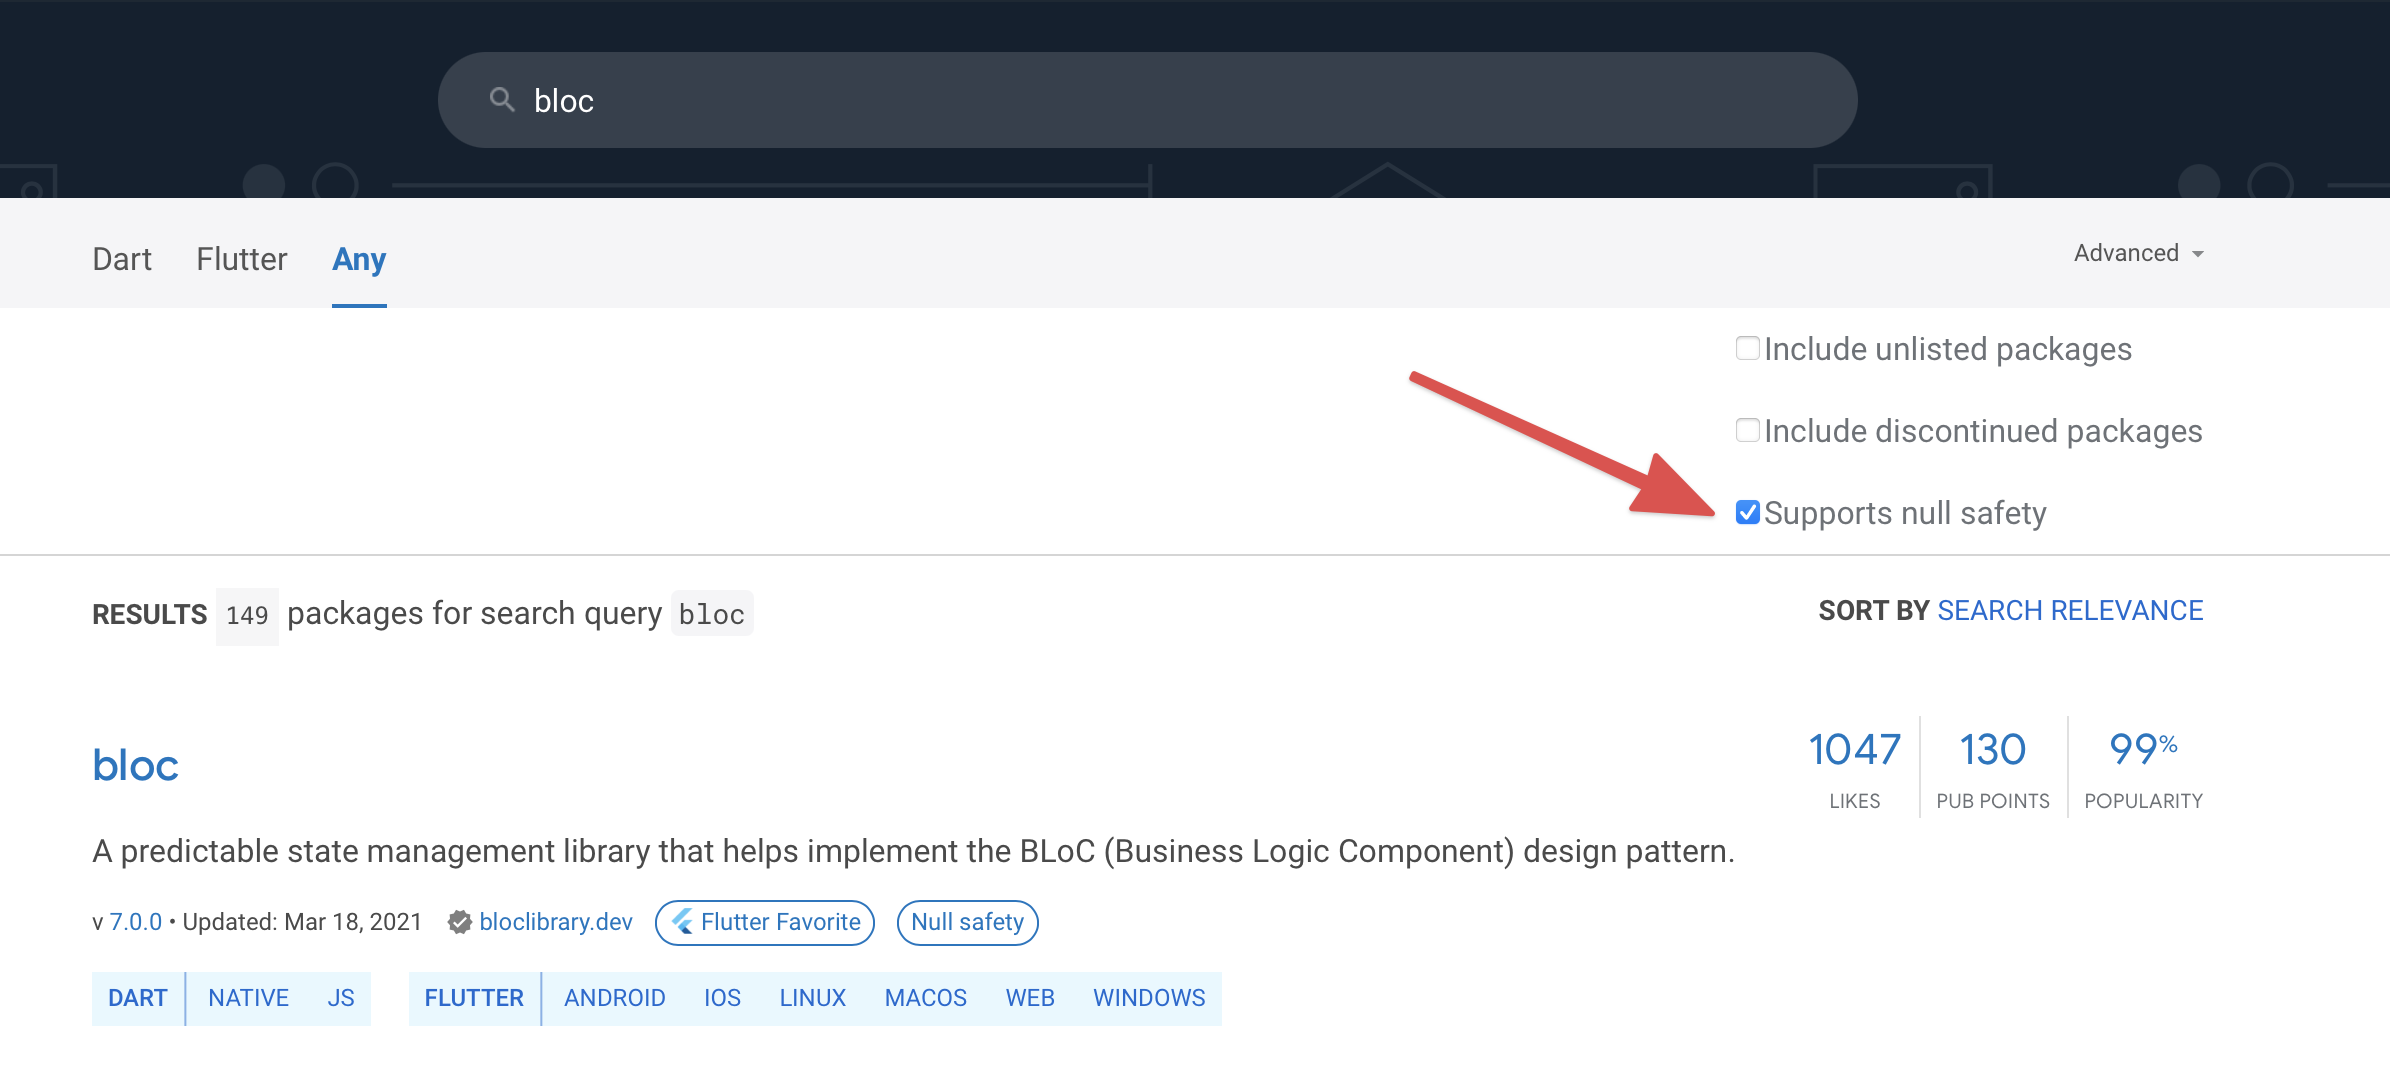 bloc
Dart Flutter Any Advanced
Include unlisted packages
Include discontinued packages
Supports null safety
RESULTS 149 packages for search query bloc SORT BY SEARCH RELEVANCE
bloc 1047 130 99%
LIKES PUB POINTS POPULARITY
A predictable state management library that helps implement the BLoC (Business Logic Component) design pattern.
v 7.0.0 • Updated: Mar 18, 2021 bloclibrary.dev Flutter Favorite Null safety
DART NATIVE JS FLUTTER ANDROID IOS LINUX MACOS WEB WINDOWS